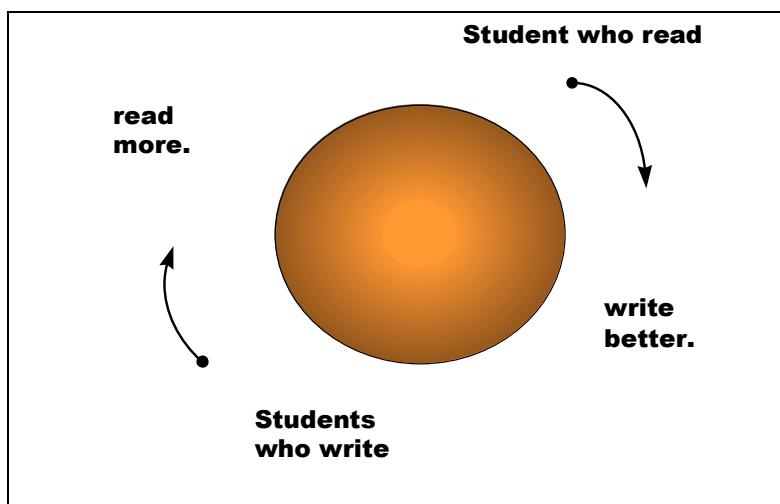 Student who read
write
better.
Students
who write
read
more.